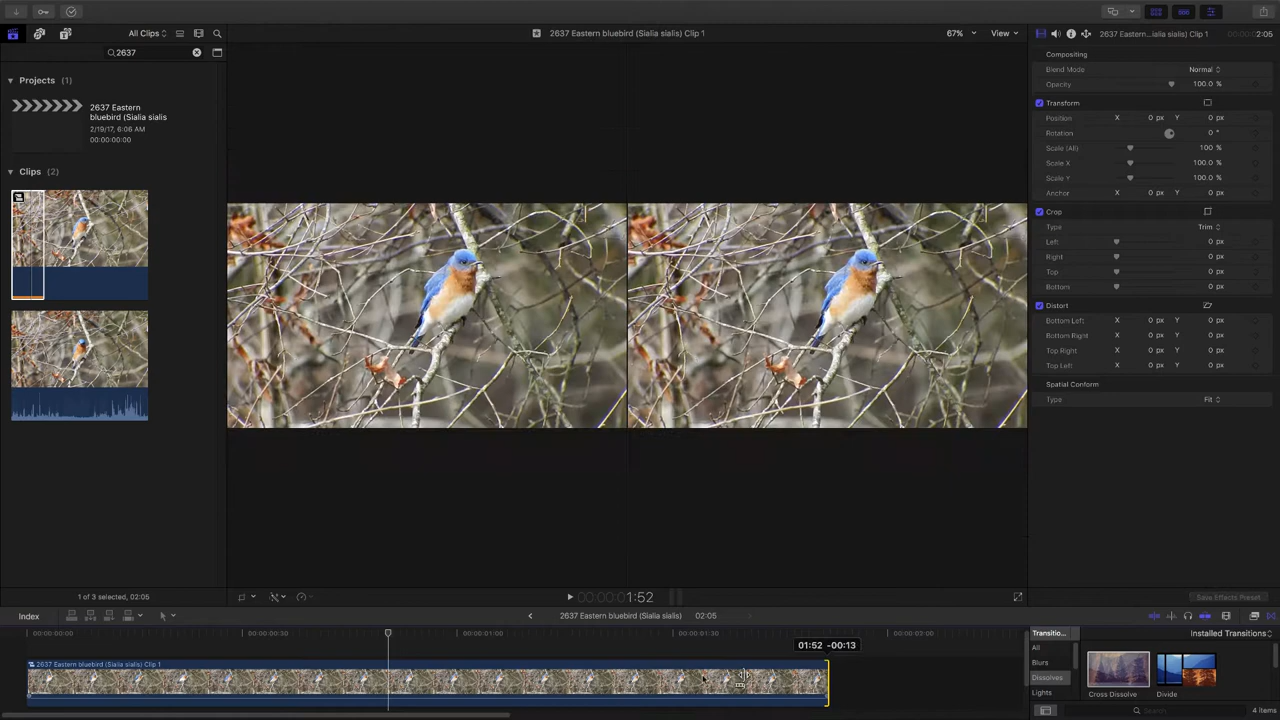 All Clips
2637 Eastern bluebird (Sialia sialis) Clip 1
67%
View
2637 Eastern...ialia sialis) Clip 1
2:05
2637
Projects (1)
2637 Eastern
bluebird (Sialia sialis
2/19/17, 6:06 AM
00:00:00:00
Clips (2)
Compositing
Blend Mode Normal
Opacity 100.0 %
Transform
Position X 0 px Y 0 px
Rotation 0 °
Scale (All) 100 %
Scale X 100.0 %
Scale Y 100.0 %
Anchor X 0 px Y 0 px
Crop
Type Trim
Left 0 px
Right 0 px
Top 0 px
Bottom 0 px
Distort
Bottom Left X 0 px Y 0 px
Bottom Right X 0 px Y 0 px
Top Right X 0 px Y 0 px
Top Left X 0 px Y 0 px
Spatial Conform
Type Fit
1 of 3 selected, 02:05
00:00:01:52
Save Effects Preset
Index
2637 Eastern bluebird (Sialia sialis)
02:05
00:00:00:00
00:00:00:30
00:00:01:00
00:00:01:30
00:00:02:00
01:52 -00:13
2637 Eastern bluebird (Sialia sialis) Clip 1
Transitio...
Installed Transitions
All
Blurs
Dissolves
Lights
Cross Dissolve
Divide
Search
4 items